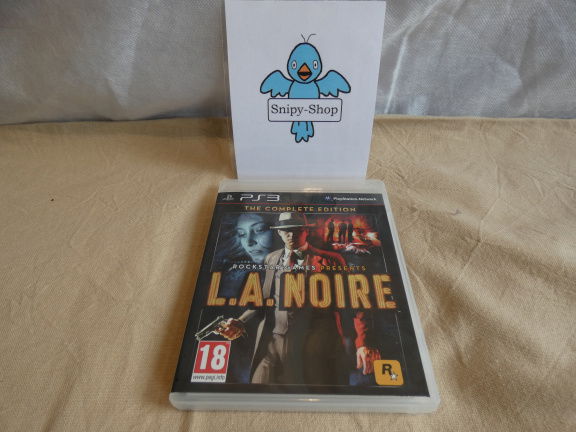 Snipy-Shop
PS3
PlayStation Network
THE COMPLETE EDITION
ROCKSTAR GAMES PRESENTS
L.A. NOIRE
18
www.pegi.info
R